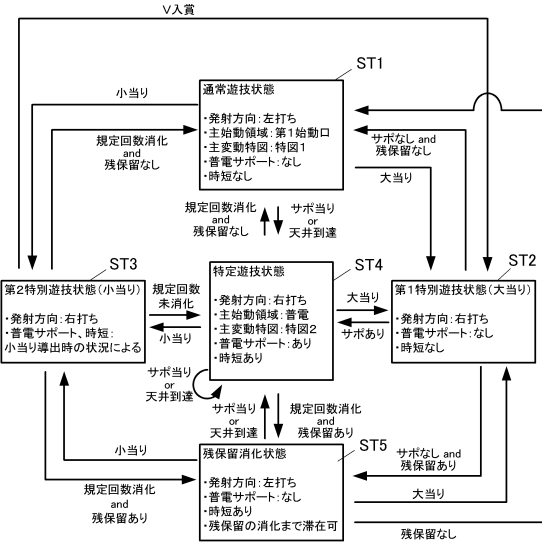 V入賞
ST1
通常遊技状態
・発射方向:左打ち
・主始動領域:第1始動口
・主変動特図:特図1
・普電サポート:なし
・時短なし
小当り
規定回数消化
and
残保留なし
サポなし and
残保留なし
大当り
規定回数消化
and
残保留なし
サポ当り
or
天井到達
ST3
第2特別遊技状態(小当り)
・発射方向:右打ち
・普電サポート、時短:
小当り導出時の状況による
規定回数
未消化
小当り
ST4
特定遊技状態
・発射方向:右打ち
・主始動領域:普電
・主変動特図:特図2
・普電サポート:あり
・時短あり
大当り
サポあり
ST2
第1特別遊技状態(大当り)
・発射方向:右打ち
・普電サポート:なし
・時短なし
サポ当り
or
天井到達
サポ当り
or
天井到達
規定回数消化
and
残保留あり
小当り
規定回数消化
and
残保留あり
ST5
残保留消化状態
・発射方向:左打ち
・普電サポート:なし
・時短あり
・残保留の消化まで滞在可
サポなし and
残保留あり
大当り
残保留なし